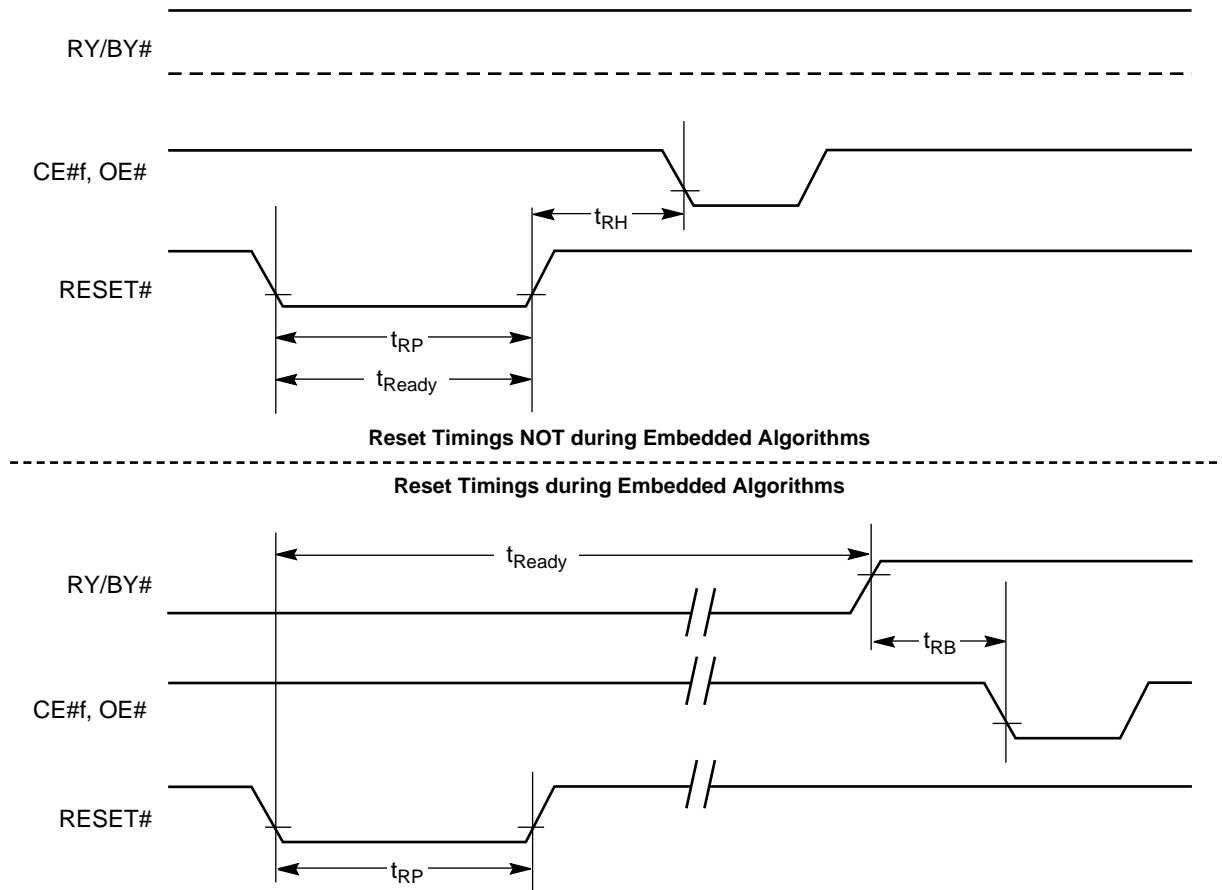 RY/BY#
CE#f, OE#
tRH
RESET#
tRP
tReady
Reset Timings NOT during Embedded Algorithms
Reset Timings during Embedded Algorithms
tReady
RY/BY#
tRB
CE#f, OE#
RESET#
tRP